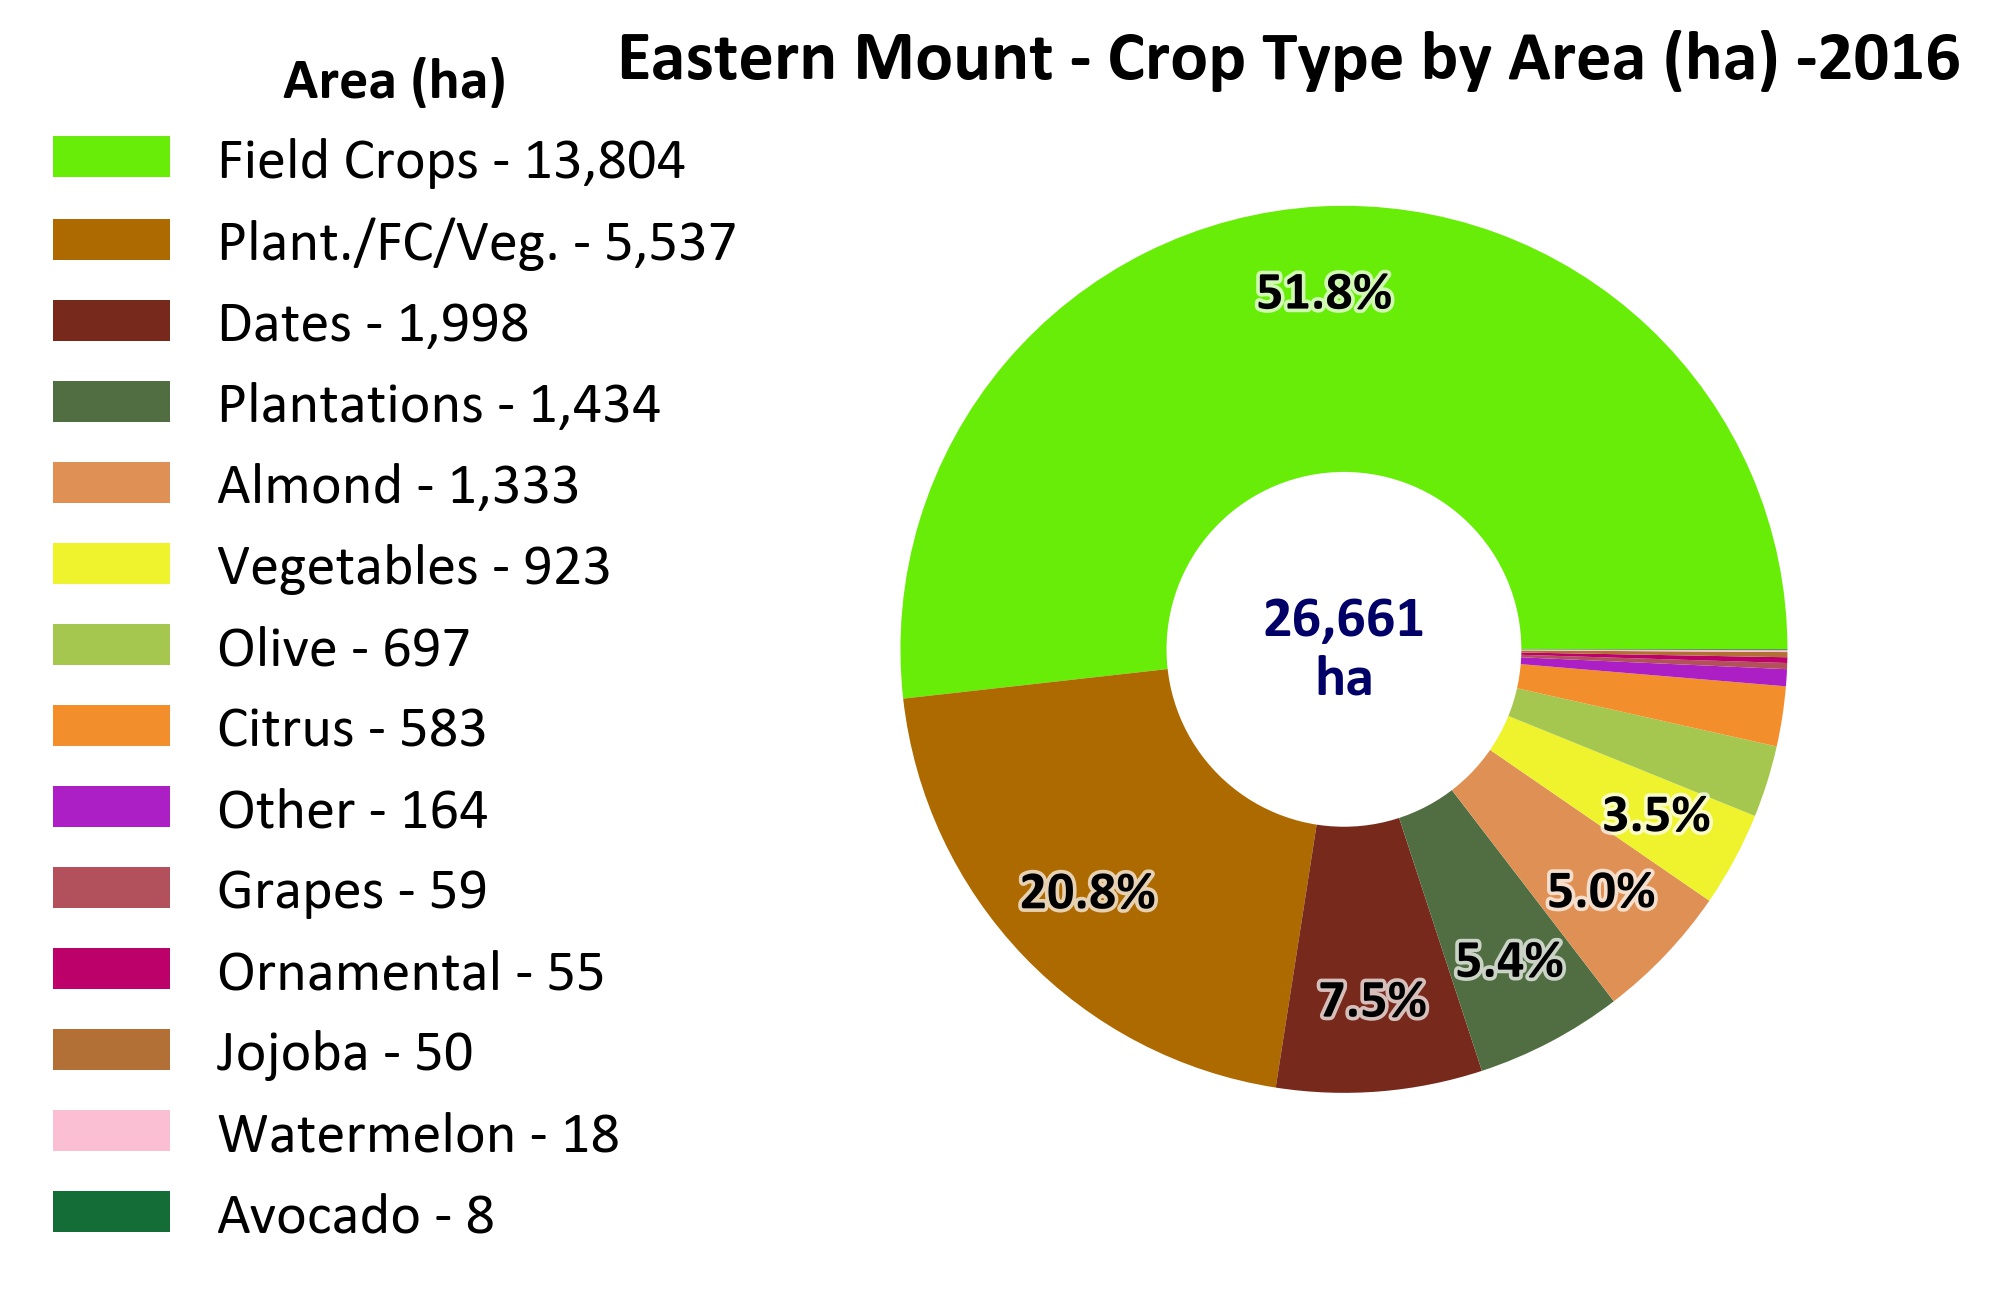 Eastern Mount - Crop Type by Area (ha) -2016
Area (ha)
Field Crops - 13,804
Plant./FC/Veg. - 5,537
Dates - 1,998
Plantations - 1,434
Almond - 1,333
Vegetables - 923
Olive - 697
Citrus - 583
Other - 164
Grapes - 59
Ornamental - 55
Jojoba - 50
Watermelon - 18
Avocado - 8
51.8%
26,661
ha
3.5%
20.8%
5.0%
5.4%
7.5%